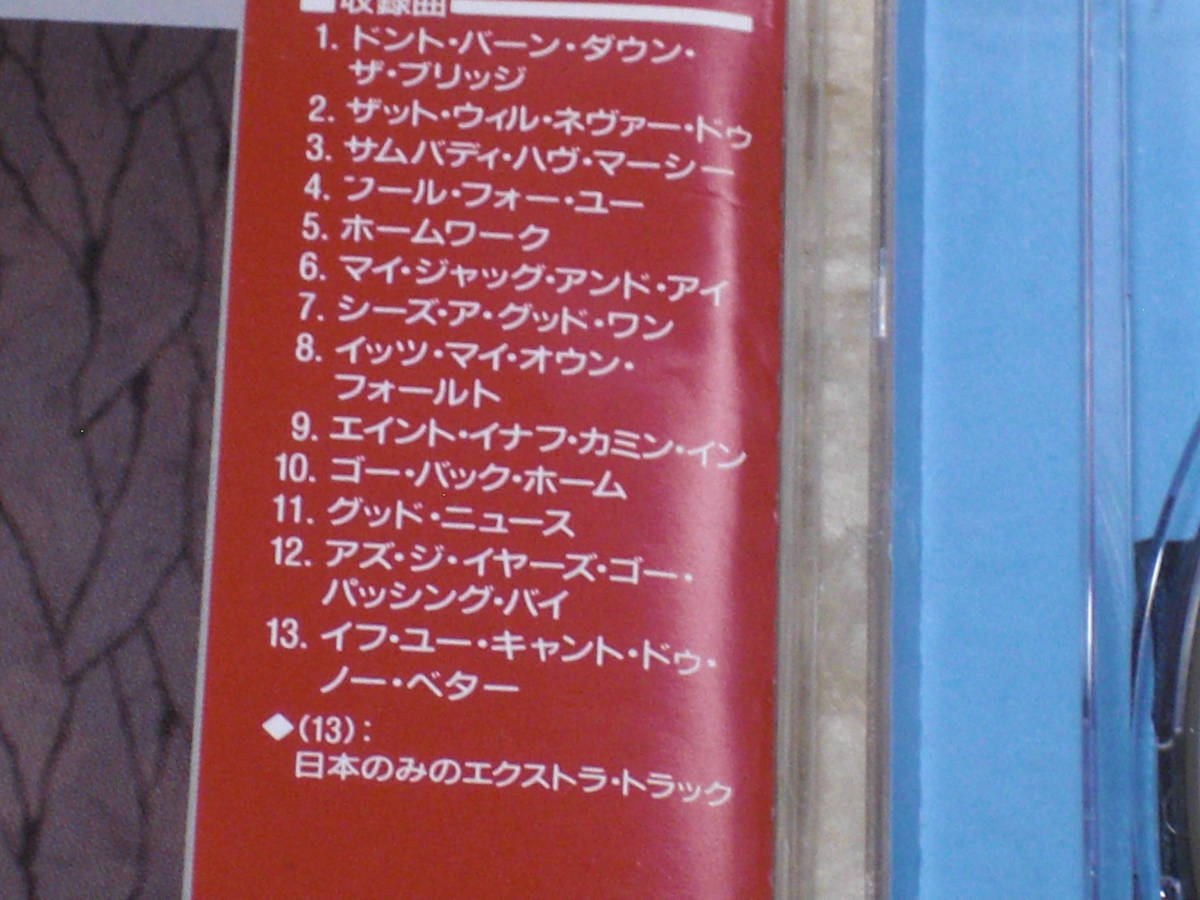 収録曲
1. ドント・バーン・ダウン・
ザ・ブリッジ
2. ザット・ウィル・ネヴァー・ドゥ
3. サムバディ・ハヴ・マーシー
4. フール・フォー・ユー
5. ホームワーク
6. マイ・ジャッグ・アンド・アイ
7. シーズ・ア・グッド・ワン
8. イッツ・マイ・オウン・
フォールト
9. エイント・イナフ・カミン・イン
10. ゴー・バック・ホーム
11. グッド・ニュース
12. アズ・ジ・イヤーズ・ゴー・
パッシング・バイ
13. イフ・ユー・キャント・ドゥ・
ノー・ベター
◆(13):
日本のみのエクストラ・トラック